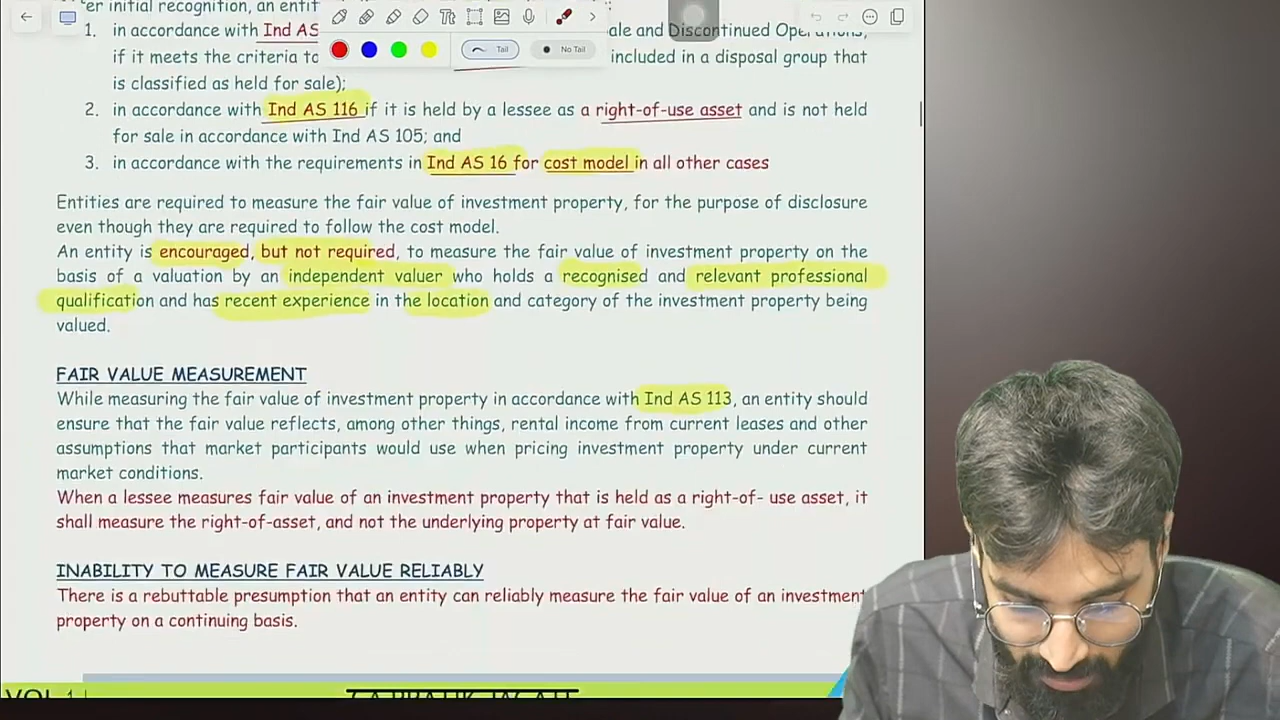 er initial recognition, an entit
1. in accordance with Ind AS ale and Discontinued Operations,
if it meets the criteria to included in a disposal group that
is classified as held for sale);
Tail
No Tail
2. in accordance with Ind AS 116 if it is held by a lessee as a right-of-use asset and is not held
for sale in accordance with Ind AS 105; and
3. in accordance with the requirements in Ind AS 16 for cost model in all other cases
Entities are required to measure the fair value of investment property, for the purpose of disclosure
even though they are required to follow the cost model.
An entity is encouraged, but not required, to measure the fair value of investment property on the
basis of a valuation by an independent valuer who holds a recognised and relevant professional
qualification and has recent experience in the location and category of the investment property being
valued.
FAIR VALUE MEASUREMENT
While measuring the fair value of investment property in accordance with Ind AS 113, an entity should
ensure that the fair value reflects, among other things, rental income from current leases and other
assumptions that market participants would use when pricing investment property under current
market conditions.
When a lessee measures fair value of an investment property that is held as a right-of- use asset, it
shall measure the right-of-asset, and not the underlying property at fair value.
INABILITY TO MEASURE FAIR VALUE RELIABLY
There is a rebuttable presumption that an entity can reliably measure the fair value of an investment
property on a continuing basis.
VOL 1 |